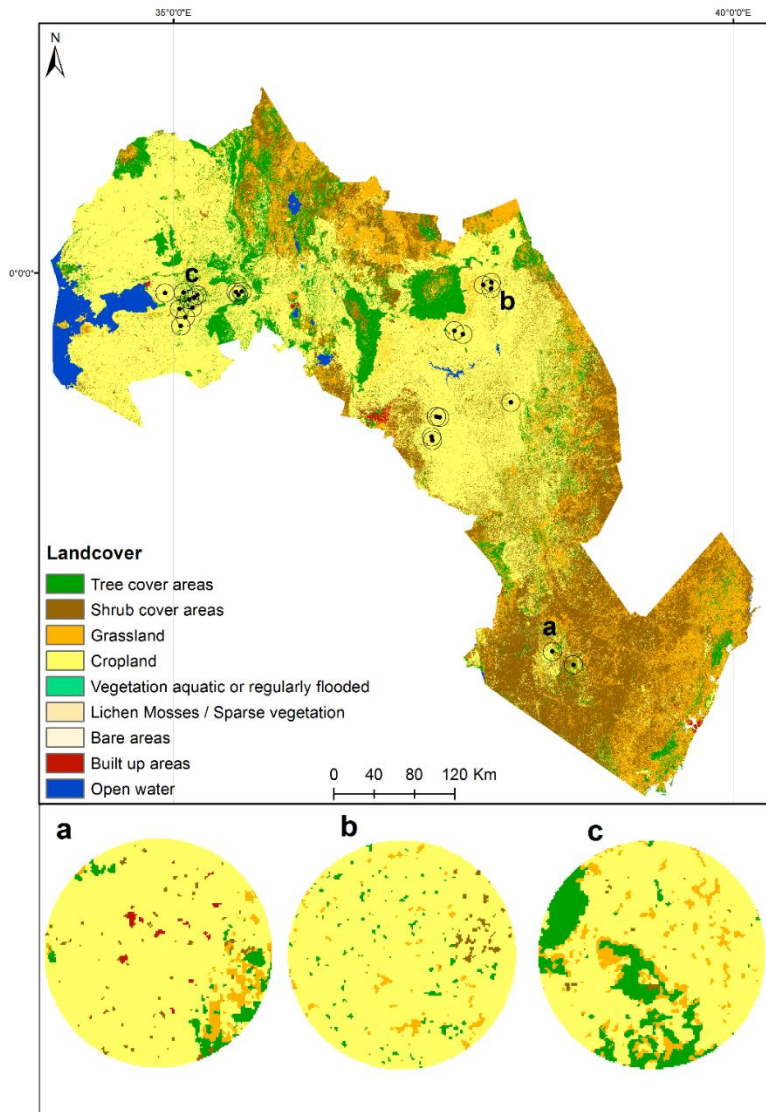 35°0'0"E
40°0'0"E
N
0°0'0"
c
b
a
Landcover
Tree cover areas
Shrub cover areas
Grassland
Cropland
Vegetation aquatic or regularly flooded
Lichen Mosses / Sparse vegetation
Bare areas
Built up areas
Open water
0 40 80 120 Km
a
b
c